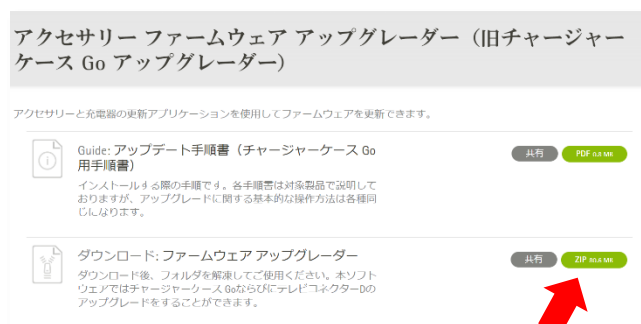 アクセサリー ファームウェア アップグレーダー（旧チャージャー
ケース Go アップグレーダー）
アクセサリーと充電器の更新アプリケーションを使用してファームウェアを更新できます。
Guide: アップデート手順書（チャージャーケース Go
用手順書）
共有
PDF 0.8 MB
インストールする際の手順です。各手順書は対象製品で説明して
おりますが、アップグレードに関する基本的な操作方法は各種同
じになります。
ダウンロード: ファームウェア アップグレーダー
共有
ZIP 80.6 MB
ダウンロード後、フォルダを解凍してご使用ください。本ソフト
ウェアではチャージャーケース Goならびにテレビコネクターの
アップグレードをすることができます。